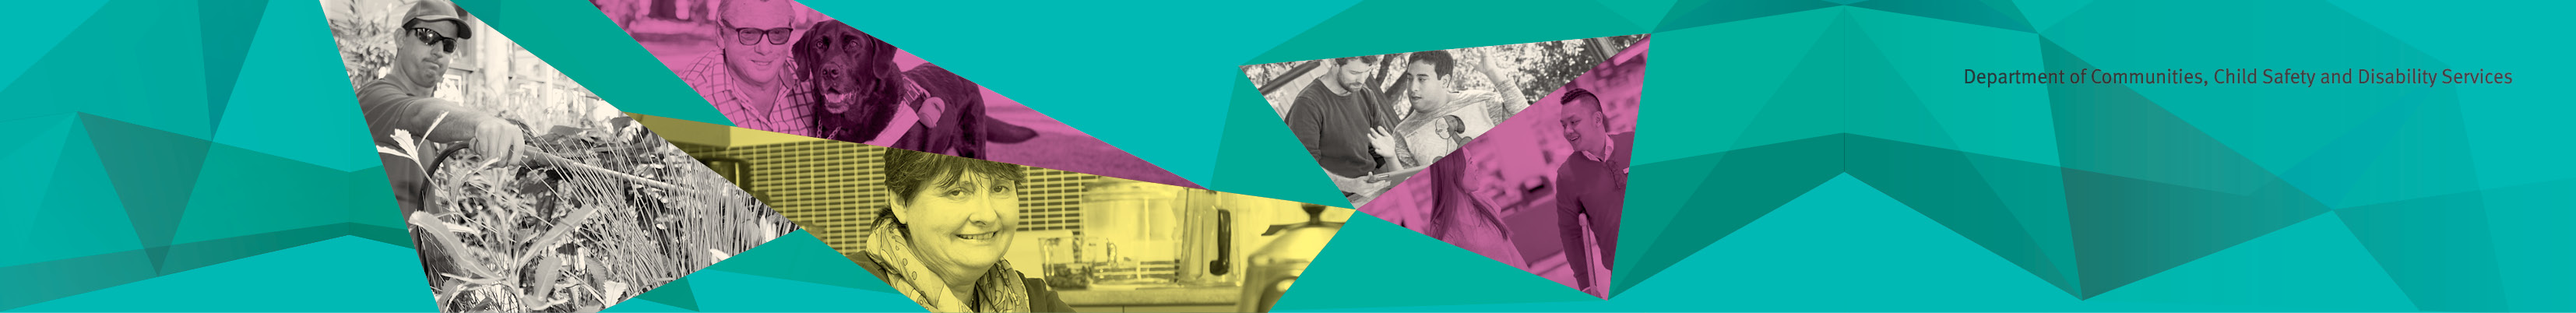 Department of Communities, Child Safety and Disability Services